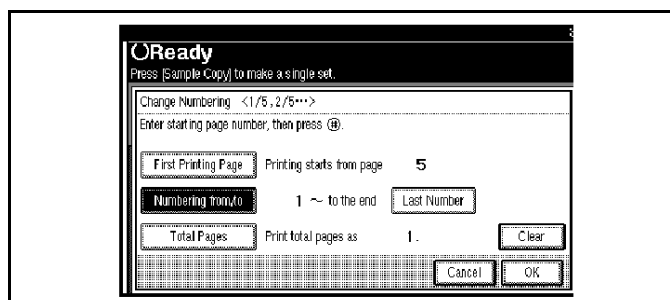 Ready
Press [Sample Copy] to make a single set.
Change Numbering <1/5,2/5···>
Enter starting page number, then press (#).
First Printing Page Printing starts from page 5
Numbering from,to 1 ~ to the end Last Number
Total Pages Print total pages as 1. Clear
Cancel OK